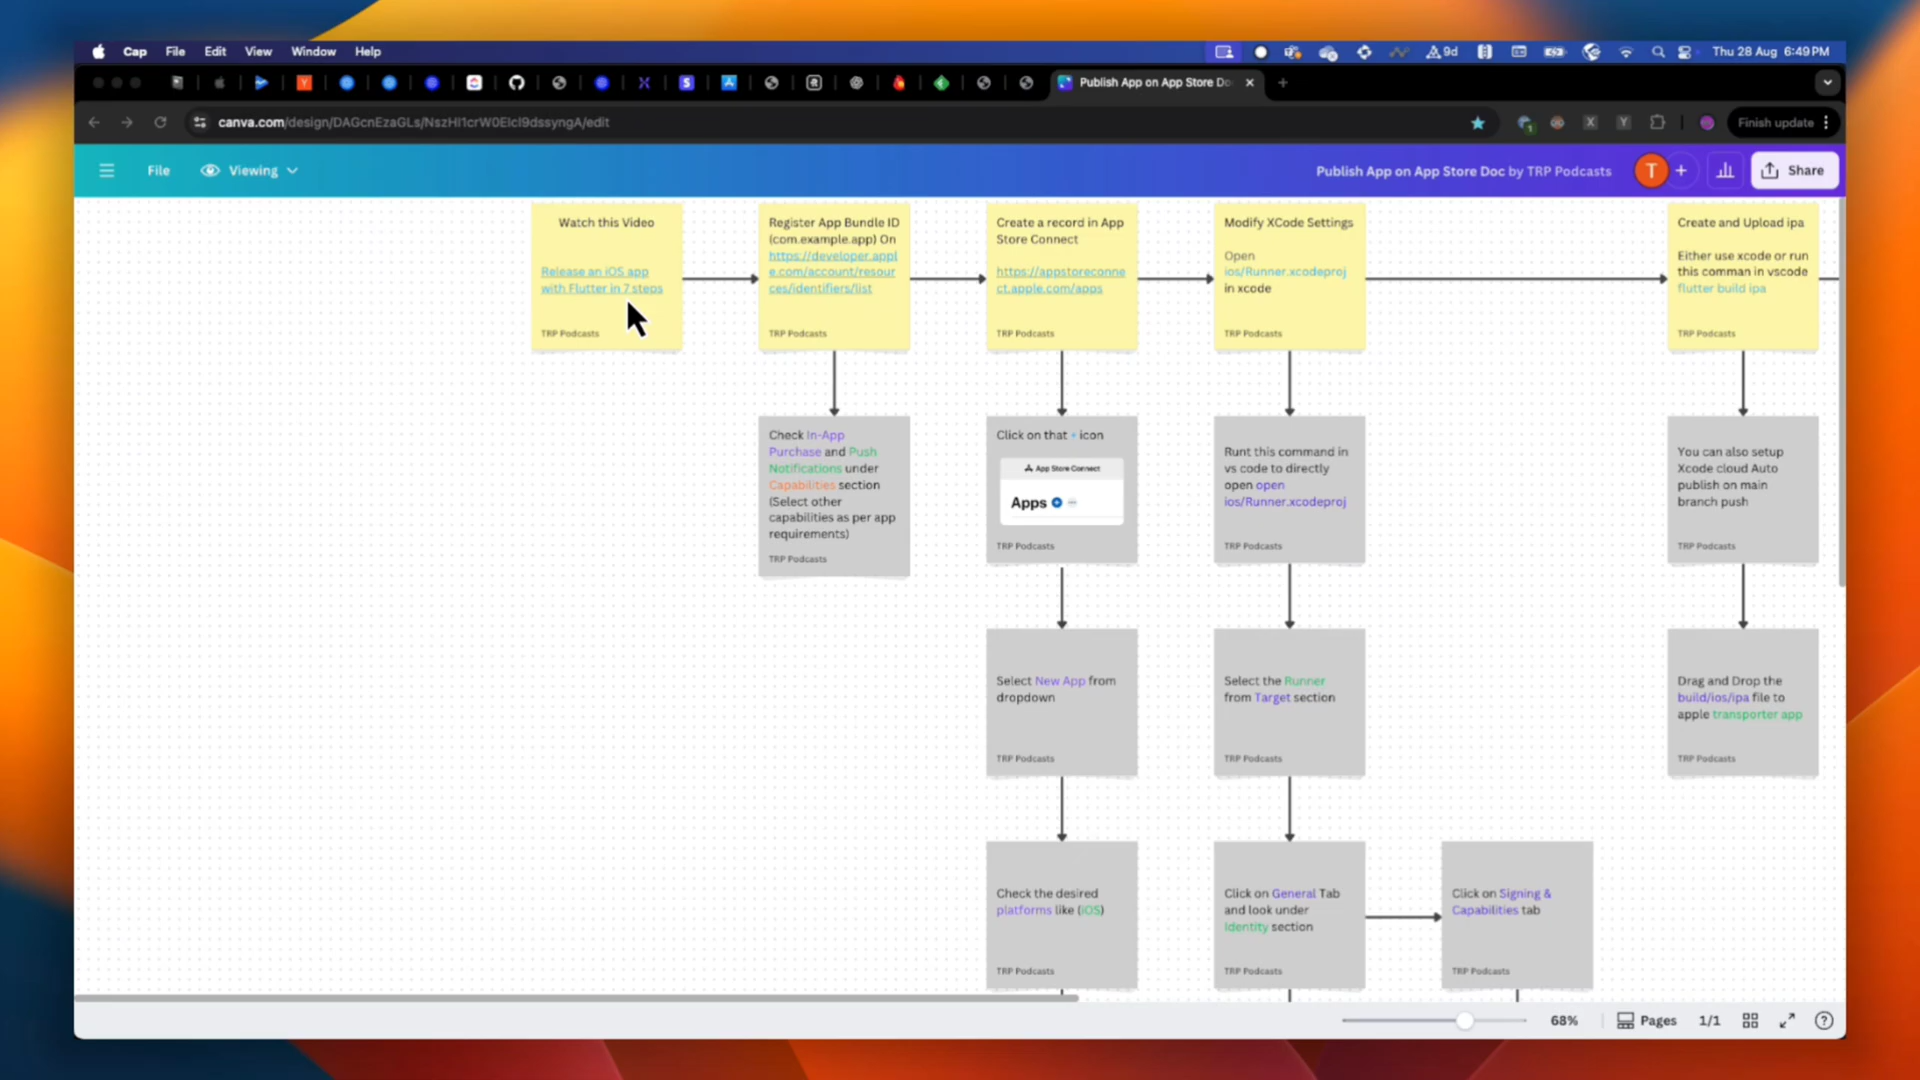 Cap File Edit View Window Help
9d
Thu 28 Aug 6:49 PM
Publish App on App Store Do
canva.com/design/DAGcnEzaGLs/NszHI1crW0EIcI9dssyngA/edit
Finish update
File
Viewing
Publish App on App Store Doc by TRP Podcasts
T
Share
Watch this Video
Release an iOS app
with Flutter in 7 steps
TRP Podcasts
Register App Bundle ID
(com.example.app) On
https://developer.appl
e.com/account/resour
ces/identifiers/list
TRP Podcasts
Create a record in App
Store Connect
https://appstoreconne
ct.apple.com/apps
TRP Podcasts
Modify XCode Settings
Open
ios/Runner.xcodeproj
in xcode
TRP Podcasts
Create and Upload ipa
Either use xcode or run
this comman in vscode
flutter build ipa
TRP Podcasts
Check In-App
Purchase and Push
Notifications under
Capabilities section
(Select other
capabilities as per app
requirements)
TRP Podcasts
Click on that + icon
App Store Connect
Apps
TRP Podcasts
Runt this command in
vs code to directly
open open
ios/Runner.xcodeproj
TRP Podcasts
You can also setup
Xcode cloud Auto
publish on main
branch push
TRP Podcasts
Select New App from
dropdown
TRP Podcasts
Select the Runner
from Target section
TRP Podcasts
Drag and Drop the
build/ios/ipa file to
apple transporter app
TRP Podcasts
Check the desired
platforms like (iOS)
TRP Podcasts
Click on General Tab
and look under
Identity section
TRP Podcasts
Click on Signing &
Capabilities tab
TRP Podcasts
68%
Pages
1/1